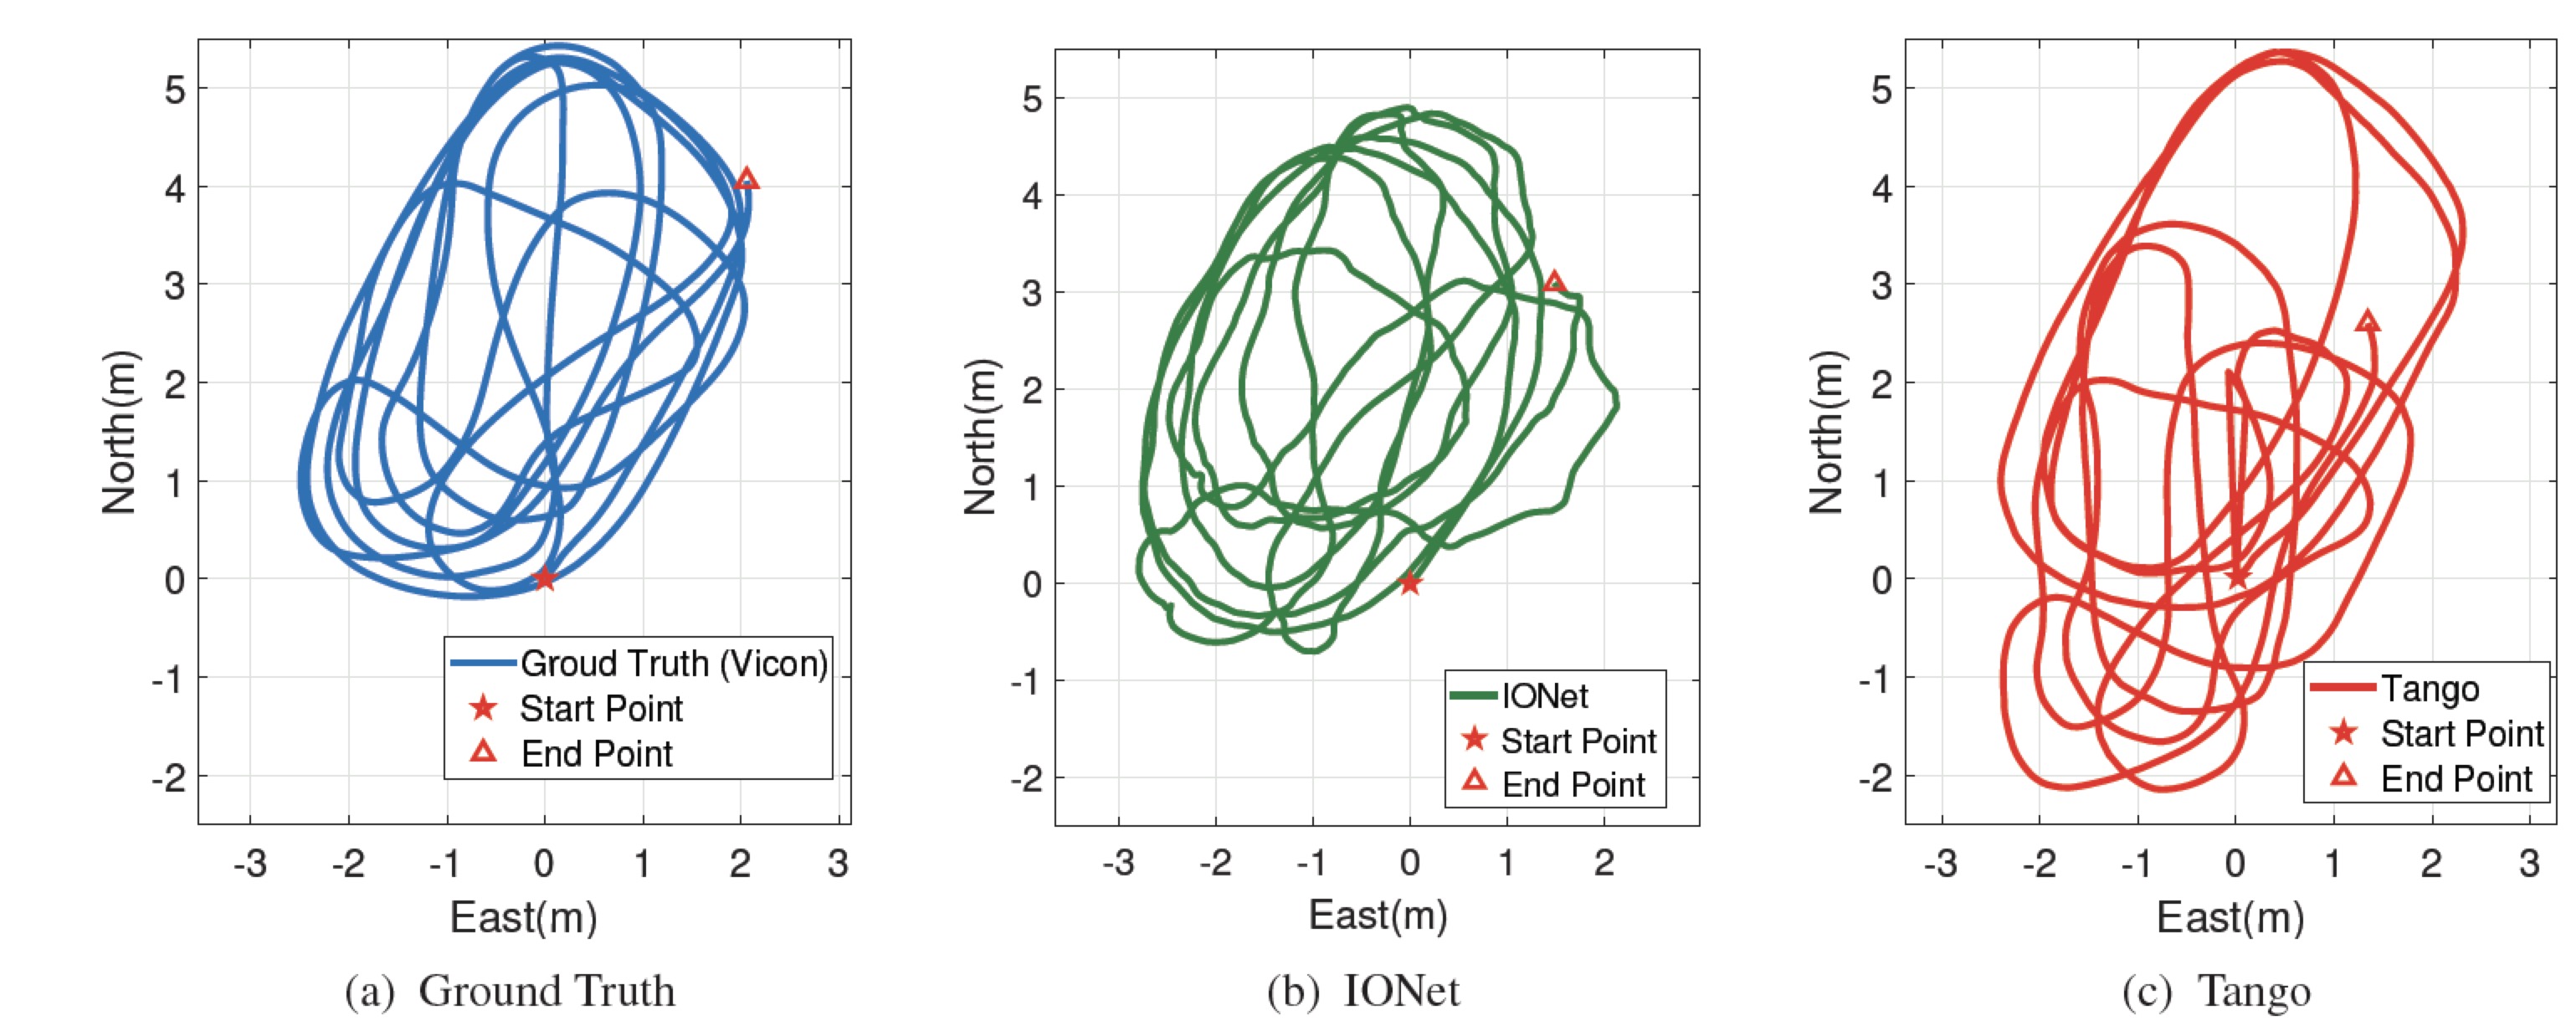 5
4
3
2
1
0
-1
-2
North(m)
-3 -2 -1 0 1 2 3
East(m)
Groud Truth (Vicon)
Start Point
End Point
(a) Ground Truth
5
4
3
2
1
0
-1
-2
North(m)
-3 -2 -1 0 1 2
East(m)
IONet
Start Point
End Point
(b) IONet
5
4
3
2
1
0
-1
-2
North(m)
-3 -2 -1 0 1 2 3
East(m)
Tango
Start Point
End Point
(c) Tango